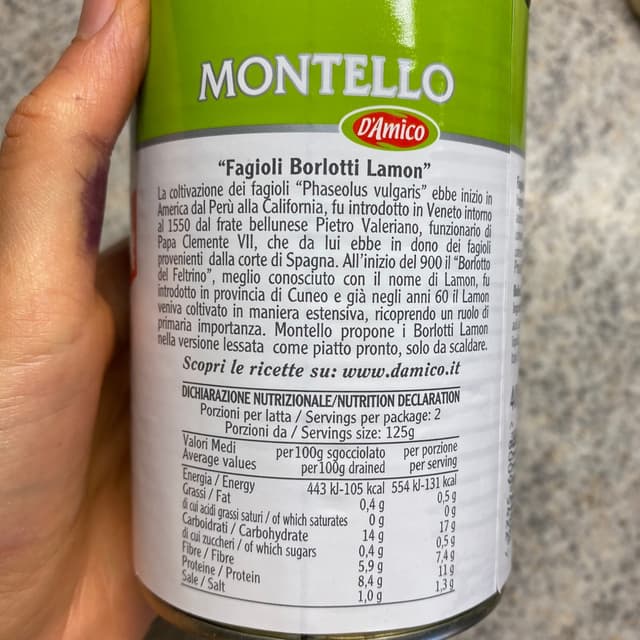 MONTELLO
D'Amico
"Fagioli Borlotti Lamon"
La coltivazione dei fagioli "Phaseolus vulgaris" ebbe inizio in
America dal Perù alla California, fu introdotto in Veneto intorno
al 1550 dal frate bellunese Pietro Valeriano, funzionario di
Papa Clemente VII, che da lui ebbe in dono dei fagioli
provenienti dalla corte di Spagna. All'inizio del 900 il "Borlotto
del Feltrino", meglio conosciuto con il nome di Lamon, fu
introdotto in provincia di Cuneo e già negli anni 60 il Lamon
veniva coltivato in maniera estensiva, ricoprendo un ruolo di
primaria importanza. Montello propone i Borlotti Lamon
nella versione lessata come piatto pronto, solo da scaldare.
Scopri le ricette su: www.damico.it
DICHIARAZIONE NUTRIZIONALE/NUTRITION DECLARATION
Porzioni per latta / Servings per package: 2
Porzioni da / Servings size: 125g
Valori Medi per 100g sgocciolato per porzione
Average values per 100g drained per serving
Energia / Energy 443 kJ-105 kcal 554 kJ-131 kcal
Grassi / Fat 0,4 g 0,5 g
di cui acidi grassi saturi / of which saturates 0 g 0 g
Carboidrati / Carbohydrate 14 g 17 g
di cui zuccheri / of which sugars 0,4 g 0,5 g
Fibre / Fibre 5,9 g 7,4 g
Proteine / Protein 8,4 g 11 g
Sale / Salt 1,0 g 1,3 g